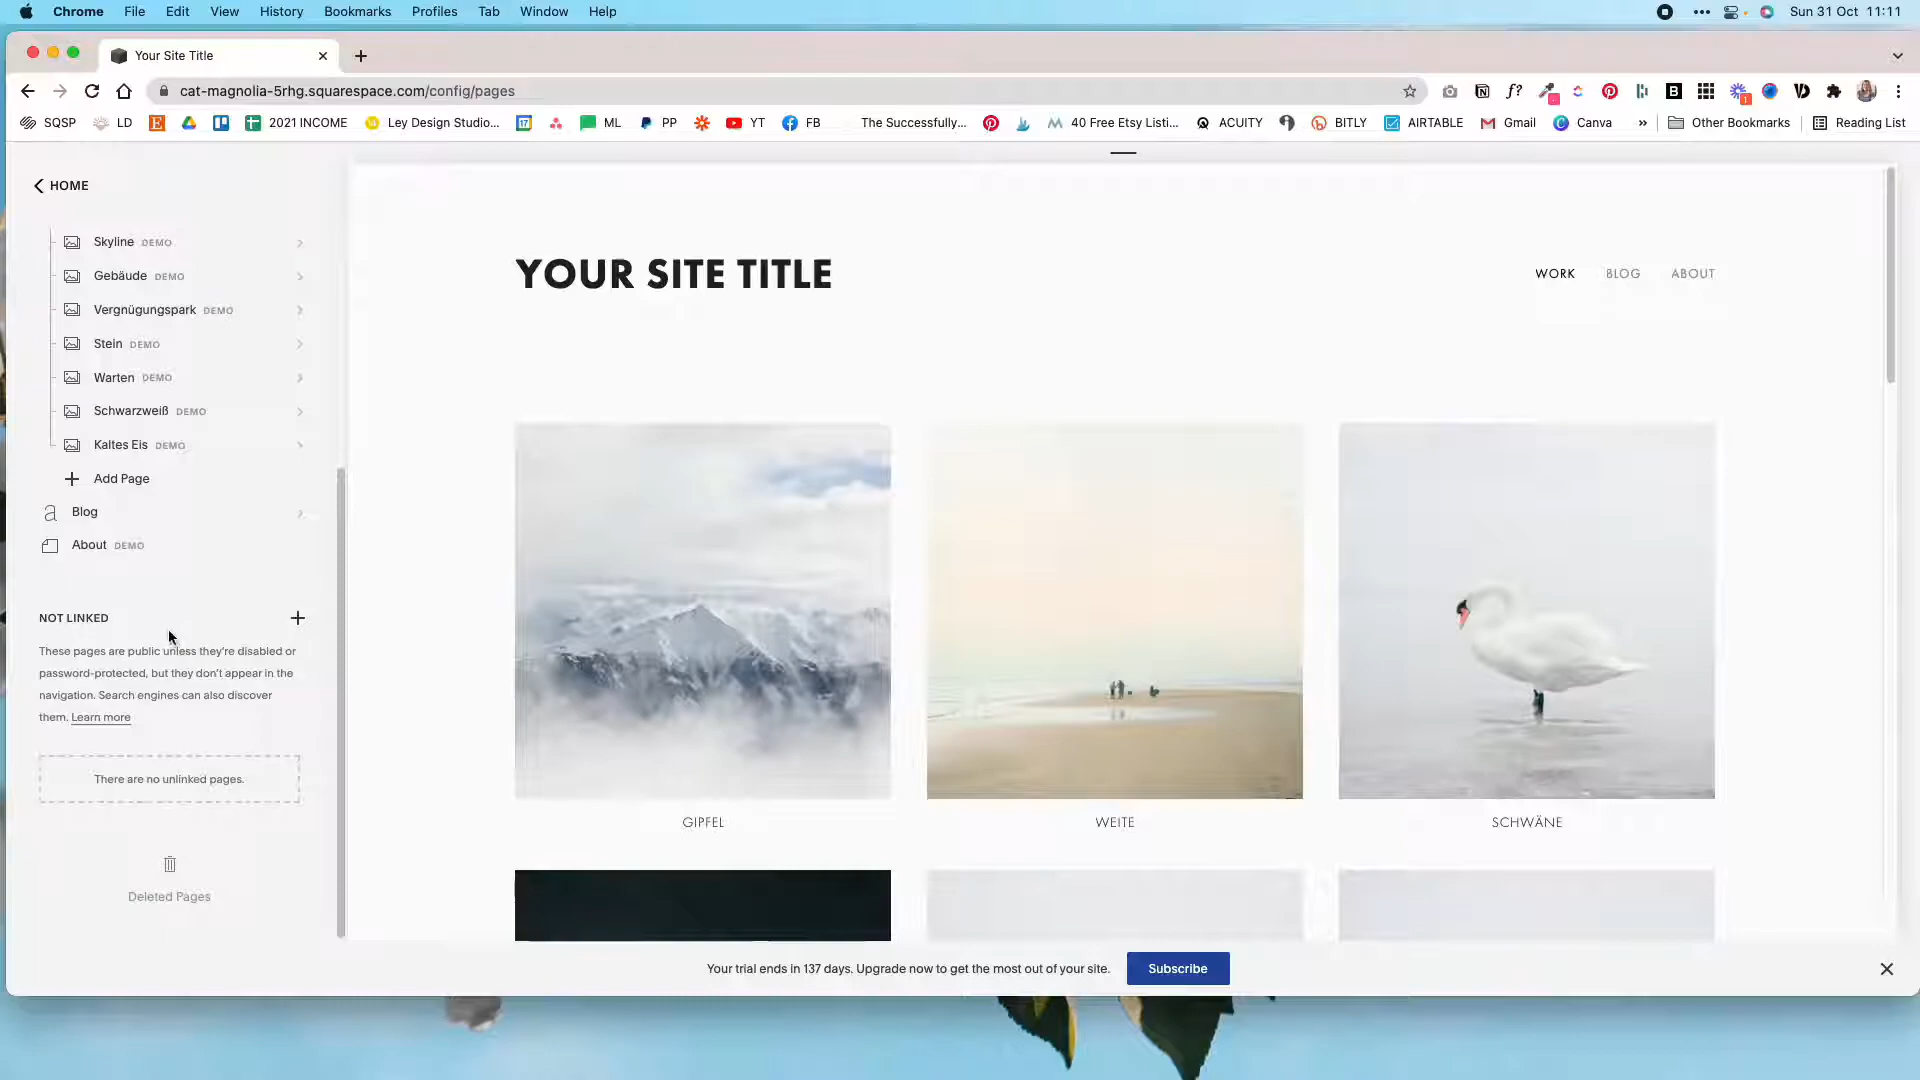 Chrome File Edit View History Bookmarks Profiles Tab Window Help Sun 31 Oct 11:11
Your Site Title
cat-magnolia-5rhg.squarespace.com/config/pages
SQSP LD 2021 INCOME Ley Design Studio... ML PP YT FB The Successfully... 40 Free Etsy Listi... ACUITY BITLY AIRTABLE Gmail Canva » Other Bookmarks Reading List
HOME
Skyline DEMO
Gebäude DEMO
Vergnügungspark DEMO
Stein DEMO
Warten DEMO
Schwarzweiß DEMO
Kaltes Eis DEMO
Add Page
Blog
About DEMO
NOT LINKED
These pages are public unless they're disabled or
password-protected, but they don't appear in the
navigation. Search engines can also discover
them. Learn more
There are no unlinked pages.
Deleted Pages
YOUR SITE TITLE
WORK BLOG ABOUT
GIPFEL WEITE SCHWÄNE
Your trial ends in 137 days. Upgrade now to get the most out of your site. Subscribe